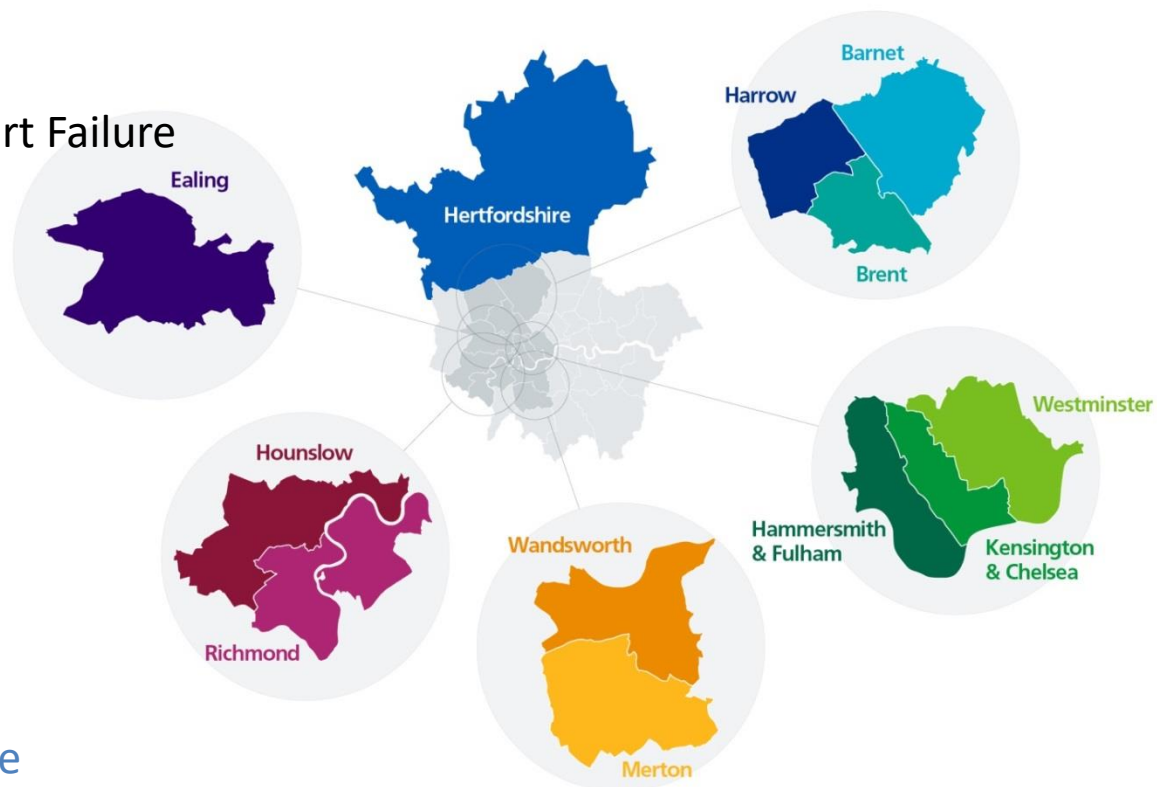 rt Failure
Ealing
Hertfordshire
Barnet
Harrow
Brent
Westminster
Hammersmith
& Fulham
Kensington
& Chelsea
Hounslow
Richmond
Wandsworth
Merton
e